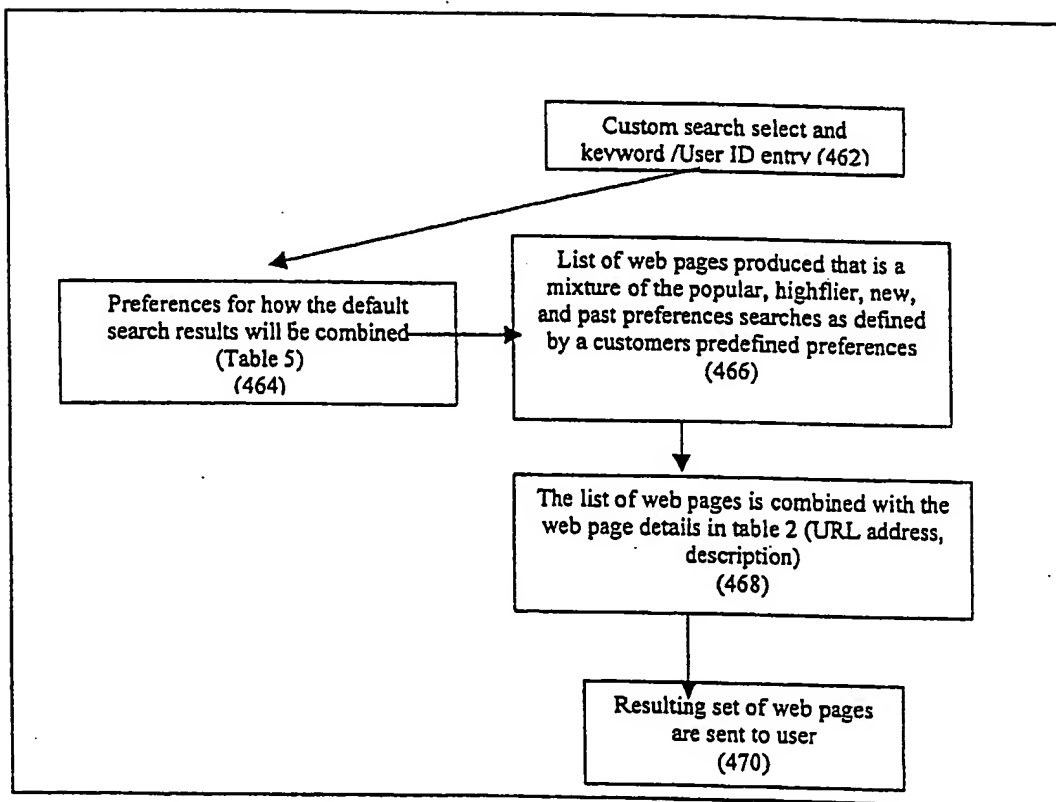 Custom search select and
keyword /User ID entry (462)
Preferences for how the default
search results will be combined
(Table 5)
(464)
List of web pages produced that is a
mixture of the popular, highflier, new,
and past preferences searches as defined
by a customers predefined preferences
(466)
The list of web pages is combined with the
web page details in table 2 (URL address,
description)
(468)
Resulting set of web pages
are sent to user
(470)